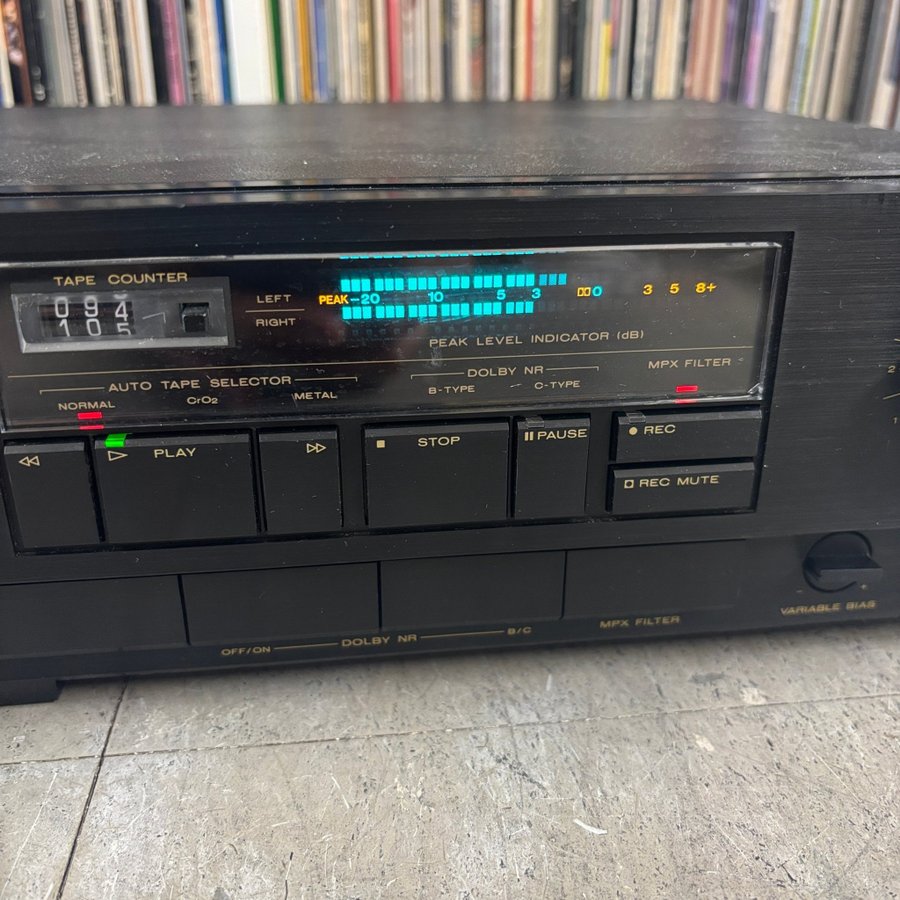 TAPE COUNTER
094
105
LEFT
RIGHT
PEAK -20 10 5 3 0 3 5 8+
PEAK LEVEL INDICATOR (dB)
AUTO TAPE SELECTOR
NORMAL CrO2 METAL
DOLBY NR
B-TYPE C-TYPE
MPX FILTER
PLAY
STOP
PAUSE
REC
REC MUTE
OFF/ON DOLBY NR B/C
MPX FILTER
- +
VARIABLE BIAS
2
1